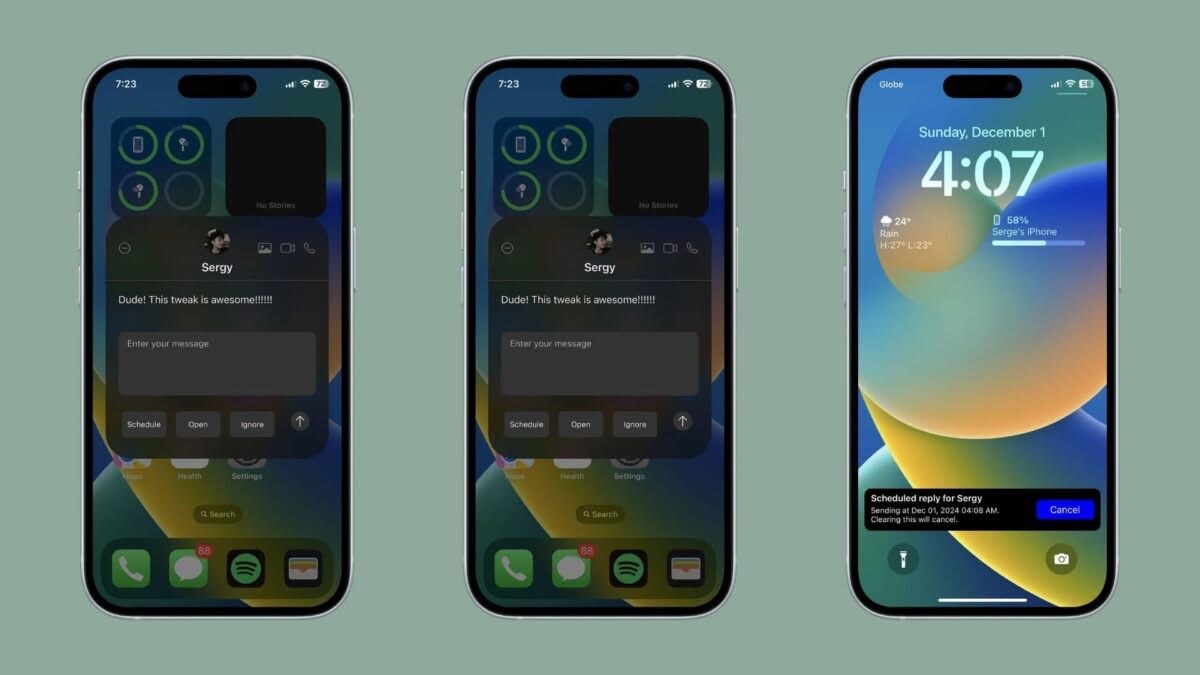 7:23
72
No Stories
Sergy
Dude! This tweak is awesome!!!!!!
Enter your message
Schedule
Open
Ignore
Maps
Health
Settings
Search
88
7:23
72
No Stories
Sergy
Dude! This tweak is awesome!!!!!!
Enter your message
Schedule
Open
Ignore
Maps
Health
Settings
Search
88
Globe
58
Sunday, December 1
4:07
24°
Rain
H:27° L:23°
58%
Serge's iPhone
Scheduled reply for Sergy
Sending at Dec 01, 2024 04:08 AM.
Clearing this will cancel.
Cancel